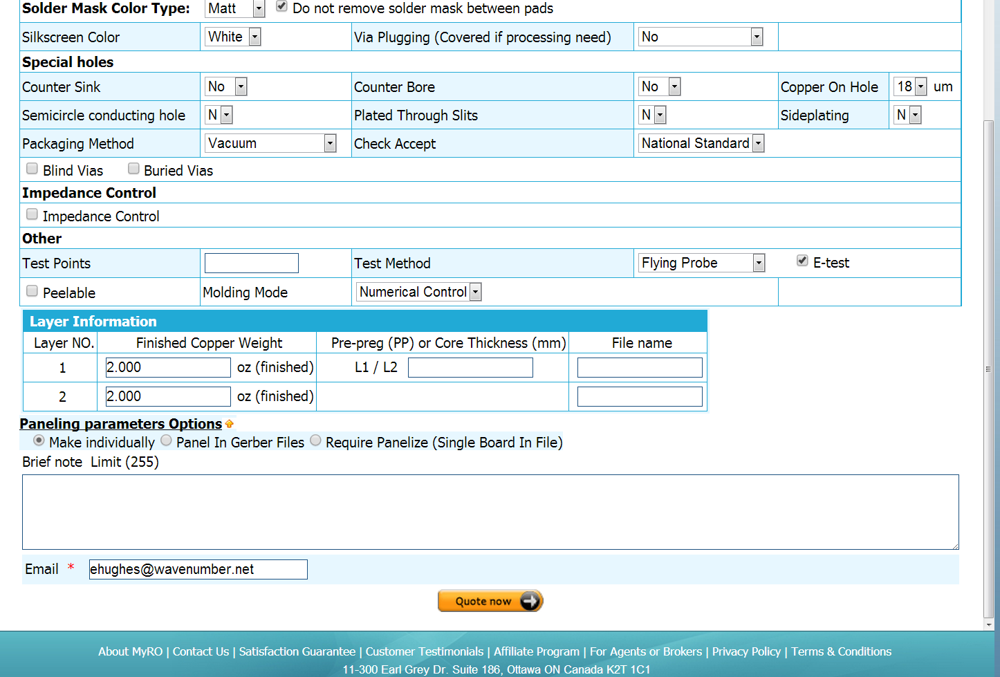 Solder Mask Color Type: Matt Do not remove solder mask between pads
Silkscreen Color White Via Plugging (Covered if processing need) No
Special holes
Counter Sink No Counter Bore No Copper On Hole 18 um
Semicircle conducting hole N Plated Through Slits N Sideplating N
Packaging Method Vacuum Check Accept National Standard
Blind Vias Buried Vias
Impedance Control
Impedance Control
Other
Test Points Test Method Flying Probe E-test
Peelable Molding Mode Numerical Control
Layer Information
Layer NO. Finished Copper Weight Pre-preg (PP) or Core Thickness (mm) File name
1 2.000 oz (finished) L1 / L2
2 2.000 oz (finished)
Paneling parameters Options
Make individually Panel In Gerber Files Require Panelize (Single Board In File)
Brief note Limit (255)
Email * ehughes@wavenumber.net
Quote now
About MyRO | Contact Us | Satisfaction Guarantee | Customer Testimonials | Affiliate Program | For Agents or Brokers | Privacy Policy | Terms & Conditions
11-300 Earl Grey Dr. Suite 186, Ottawa ON Canada K2T 1C1